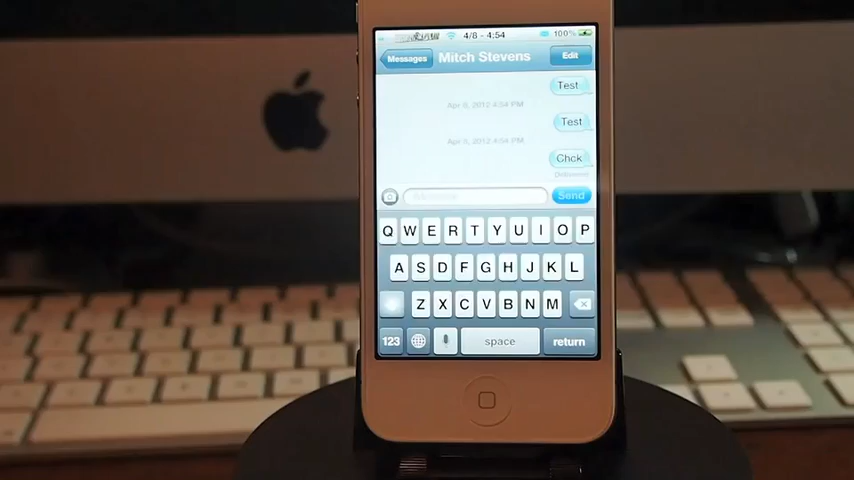 4/8 - 4:54 100%
Messages Mitch Stevens Edit
Test
Apr 8, 2012 4:54 PM
Test
Apr 8, 2012 4:54 PM
Chck
Delivered
iMessage Send
Q W E R T Y U I O P
A S D F G H J K L
Z X C V B N M
123 space return